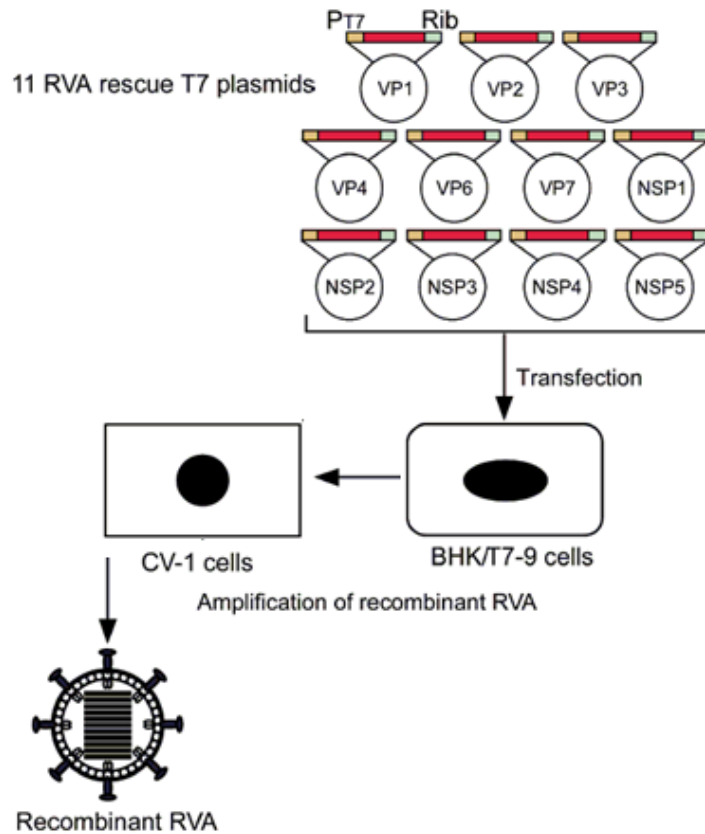 PT7 Rib
11 RVA rescue T7 plasmids
VP1 VP2 VP3
VP4 VP6 VP7 NSP1
NSP2 NSP3 NSP4 NSP5
Transfection
CV-1 cells
BHK/T7-9 cells
Amplification of recombinant RVA
Recombinant RVA